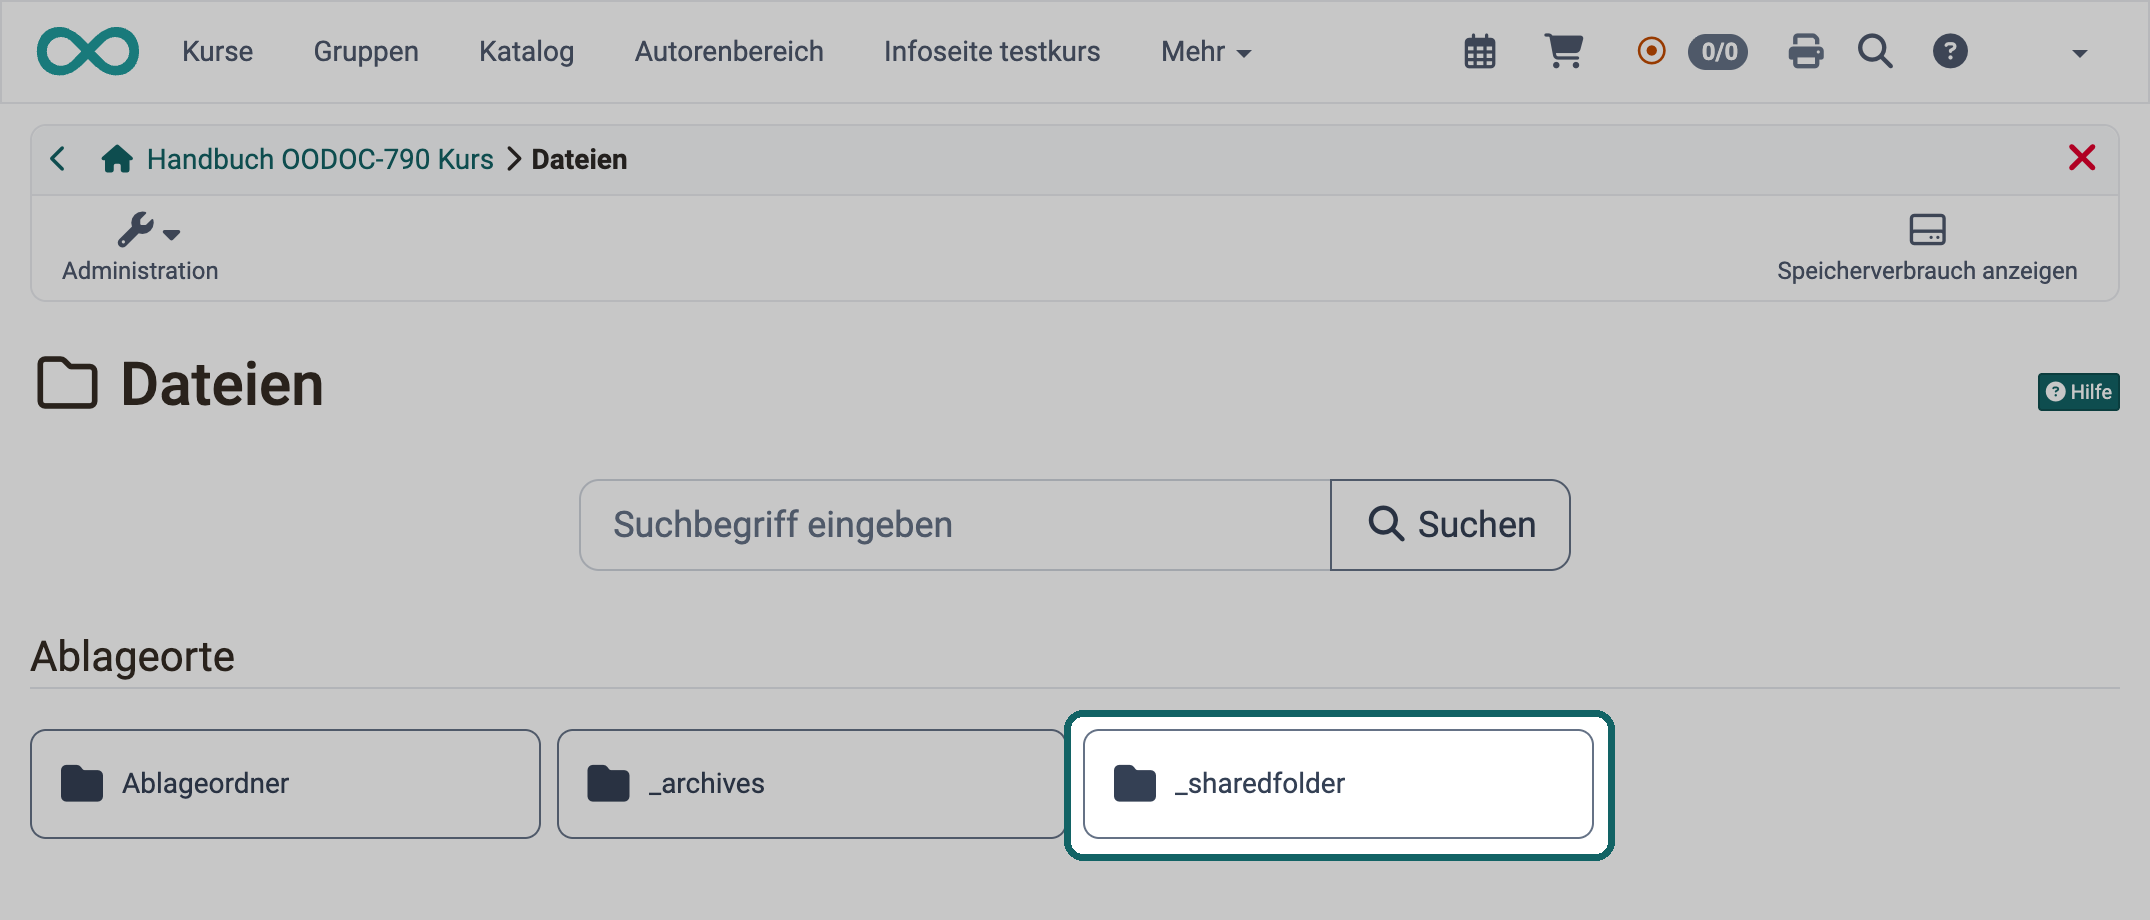 Kurse Gruppen Katalog Autorenbereich Infoseite testkurs Mehr 0/0
Handbuch OODOC-790 Kurs Dateien
Administration Speicherverbrauch anzeigen
Dateien
Hilfe
Suchbegriff eingeben Suchen
Ablageorte
Ablageordner _archives _sharedfolder